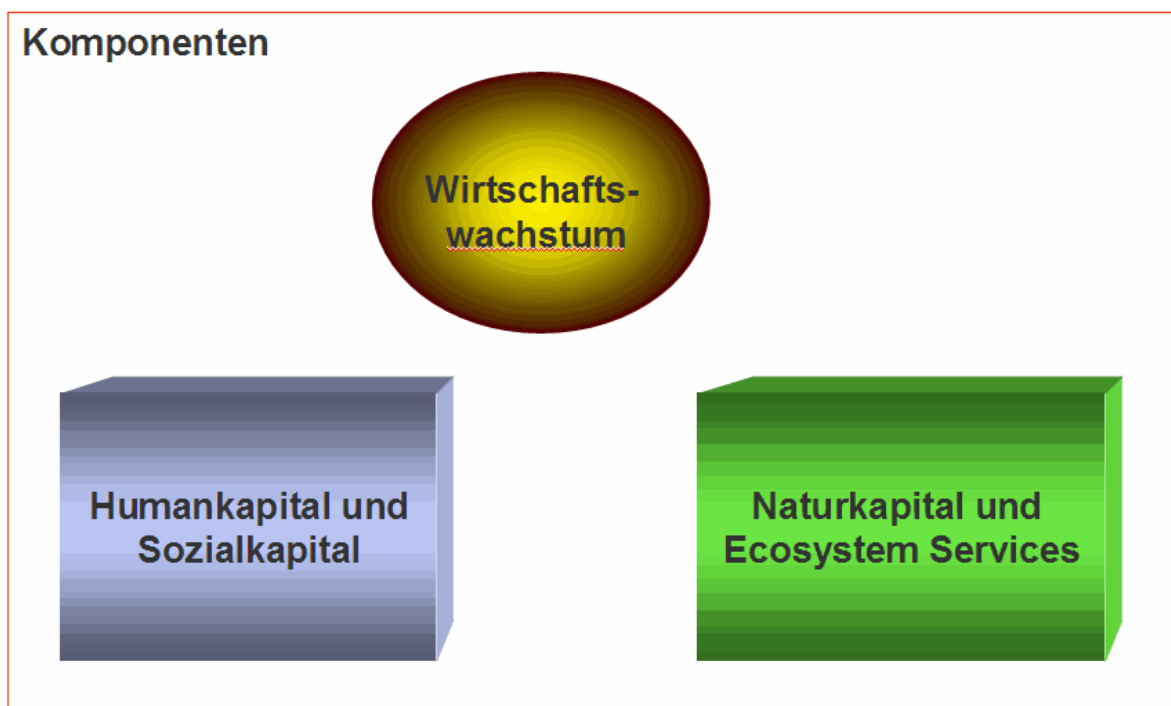 Komponenten
Wirtschafts-
wachstum
Humankapital und
Sozialkapital
Naturkapital und
Ecosystem Services